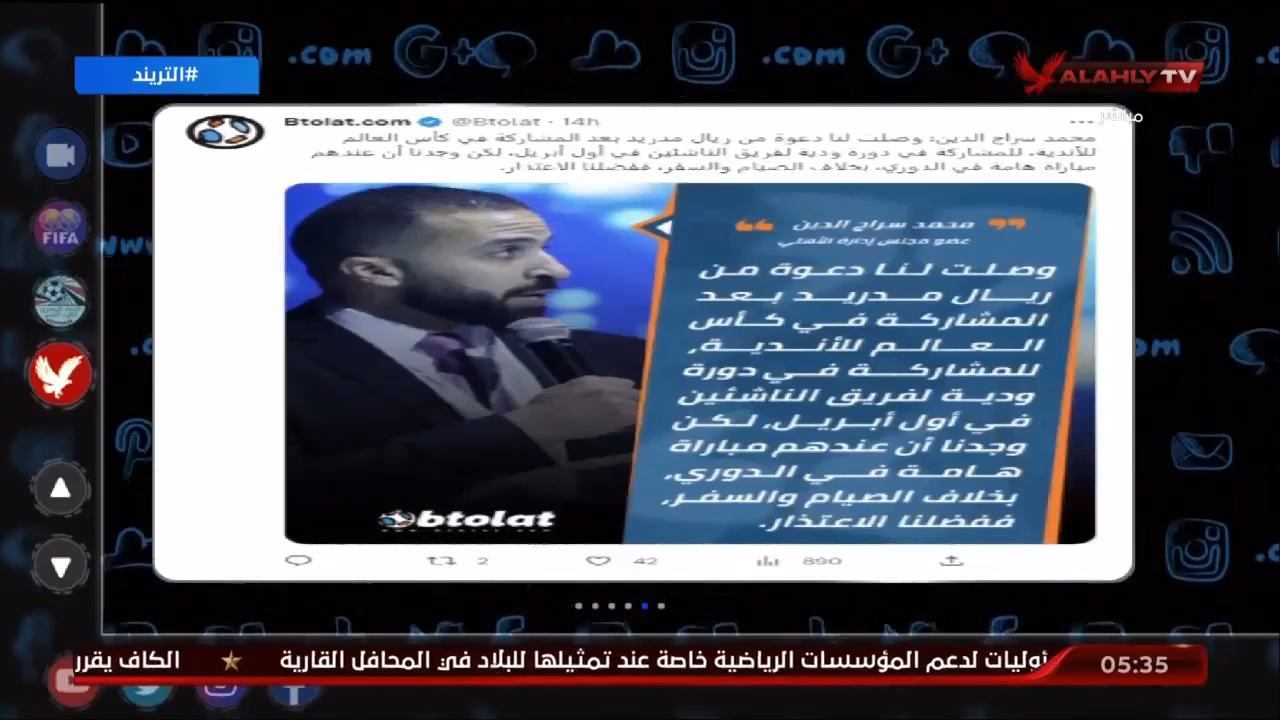 #التريند
ALAHLY TV
مباشر
.com
G+
.com
G+
www
FIFA
Btolat.com @Btolat · 14h
محمد سراج الدين: وصلت لنا دعوة من ريال مدريد بعد المشاركة في كأس العالم
للأندية، للمشاركة في دورة ودية لفريق الناشئين في أول أبريل، لكن وجدنا أن عندهم
مباراة هامة في الدوري، بخلاف الصيام والسفر، ففضلنا الاعتذار.
محمد سراج الدين
عضو مجلس إدارة الأهلي
وصلت لنا دعوة من
ريال مدريد بعد
المشاركة في كأس
العالم للأندية،
للمشاركة في دورة
ودية لفريق الناشئين
في أول أبريل، لكن
وجدنا أن عندهم مباراة
هامة في الدوري،
بخلاف الصيام والسفر،
ففضلنا الاعتذار.
btolat
2 42 890
أوليات لدعم المؤسسات الرياضية خاصة عند تمثيلها للبلاد في المحافل القارية ★ الكاف يقرر
05:35